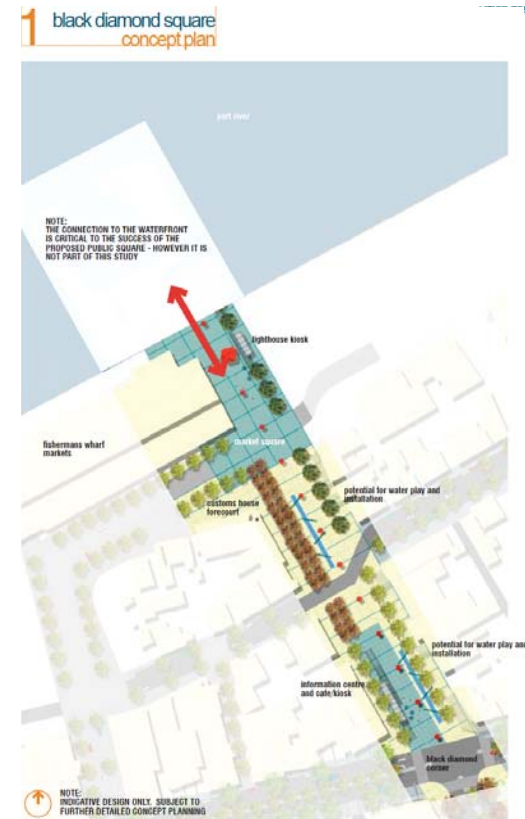 1 black diamond square
concept plan
port river
NOTE:
THE CONNECTION TO THE WATERFRONT
IS CRITICAL TO THE SUCCESS OF THE
PROPOSED PUBLIC SQUARE - HOWEVER IT IS
NOT PART OF THIS STUDY
lighthouse kiosk
fishermans wharf
markets
market square
customs house
forecourt
potential for water play and
installation
potential for water play and
installation
information centre
and cafe/kiosk
black diamond
corner
NOTE:
INDICATIVE DESIGN ONLY. SUBJECT TO
FURTHER DETAILED CONCEPT PLANNING